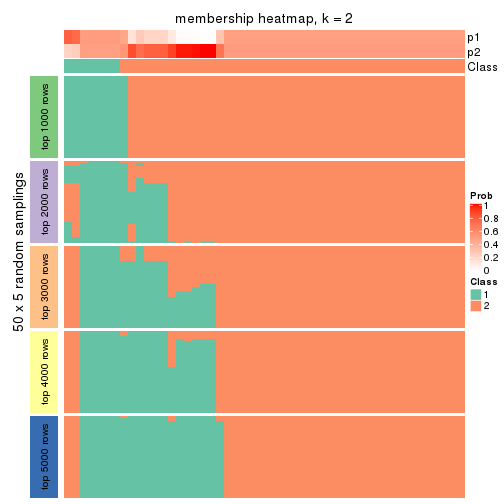 membership heatmap, k = 2
p1
p2
Class
50 x 5 random samplings
top 1000 rows
top 2000 rows
top 3000 rows
top 4000 rows
top 5000 rows
Prob
1
0.8
0.6
0.4
0.2
0
Class
1
2